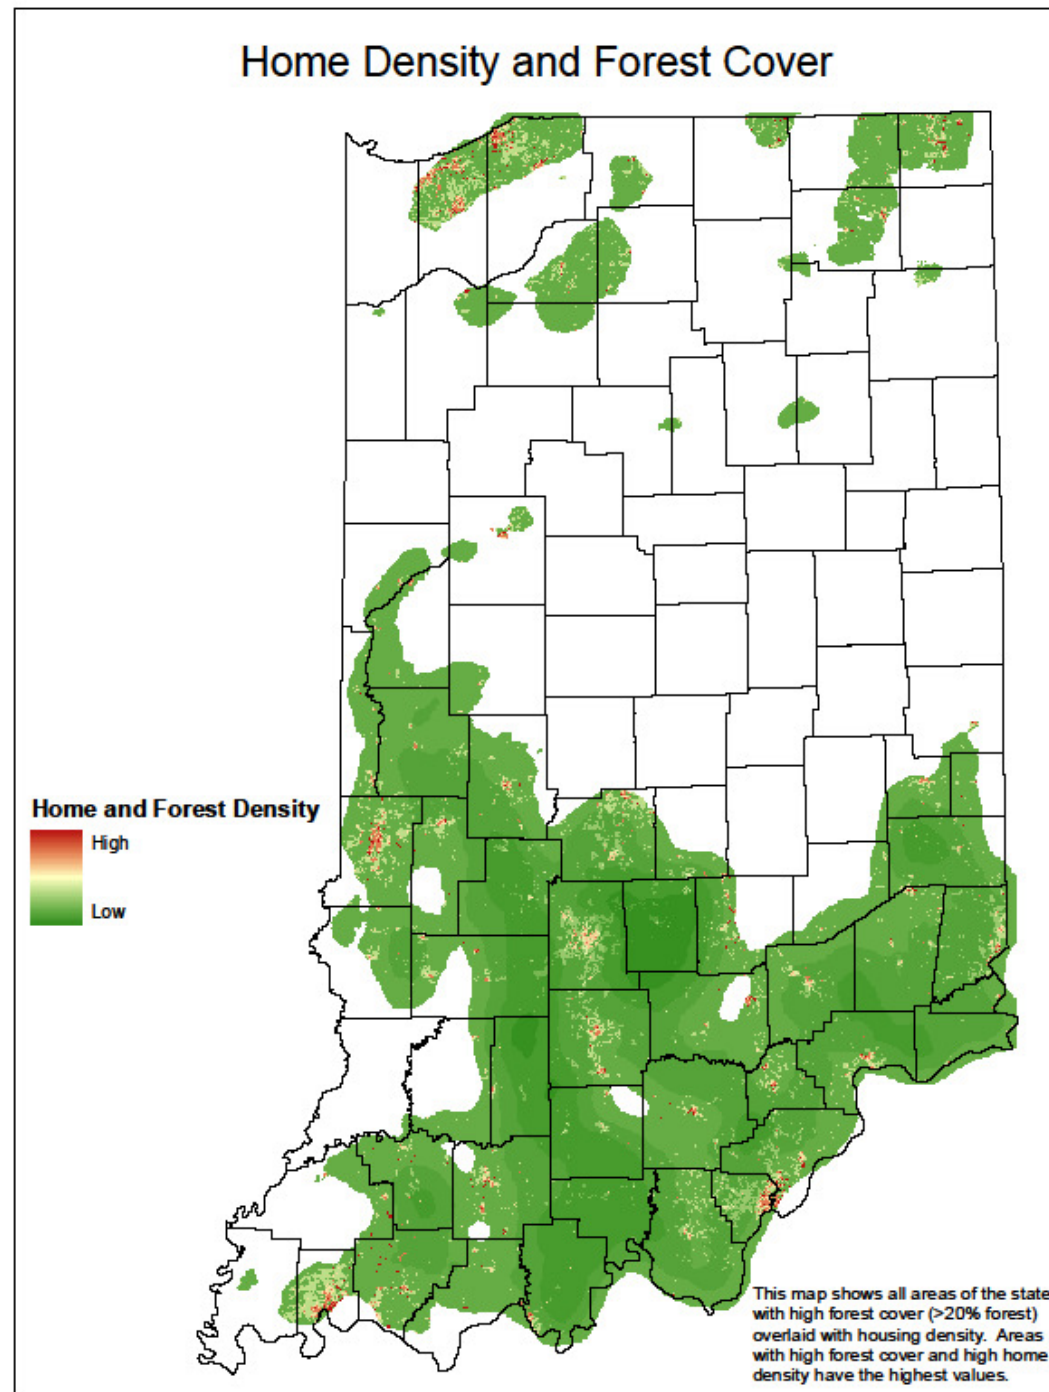 Home Density and Forest Cover
Home and Forest Density
High
Low
This map shows all areas of the state
with high forest cover (>20% forest)
overlaid with housing density.  Areas
with high forest cover and high home
density have the highest values.